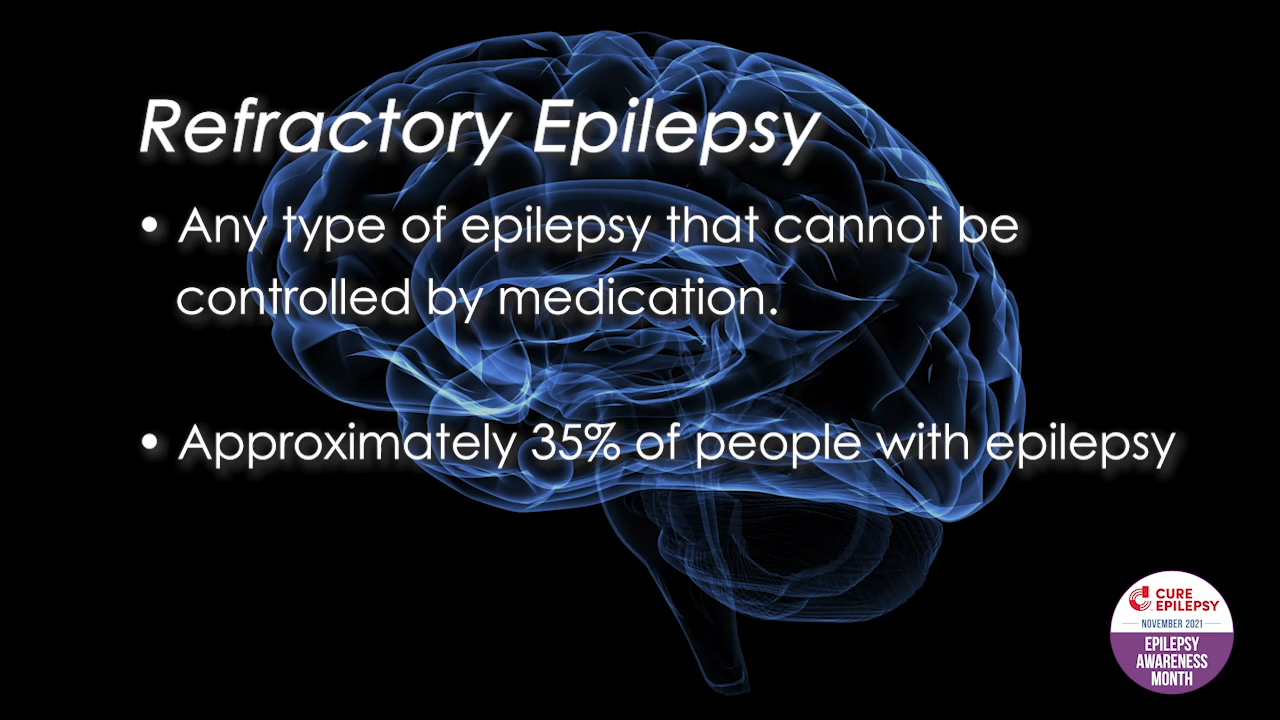 Refractory Epilepsy
• Any type of epilepsy that cannot be
controlled by medication.
• Approximately 35% of people with epilepsy
CURE
EPILEPSY
NOVEMBER 2021
EPILEPSY
AWARENESS
MONTH